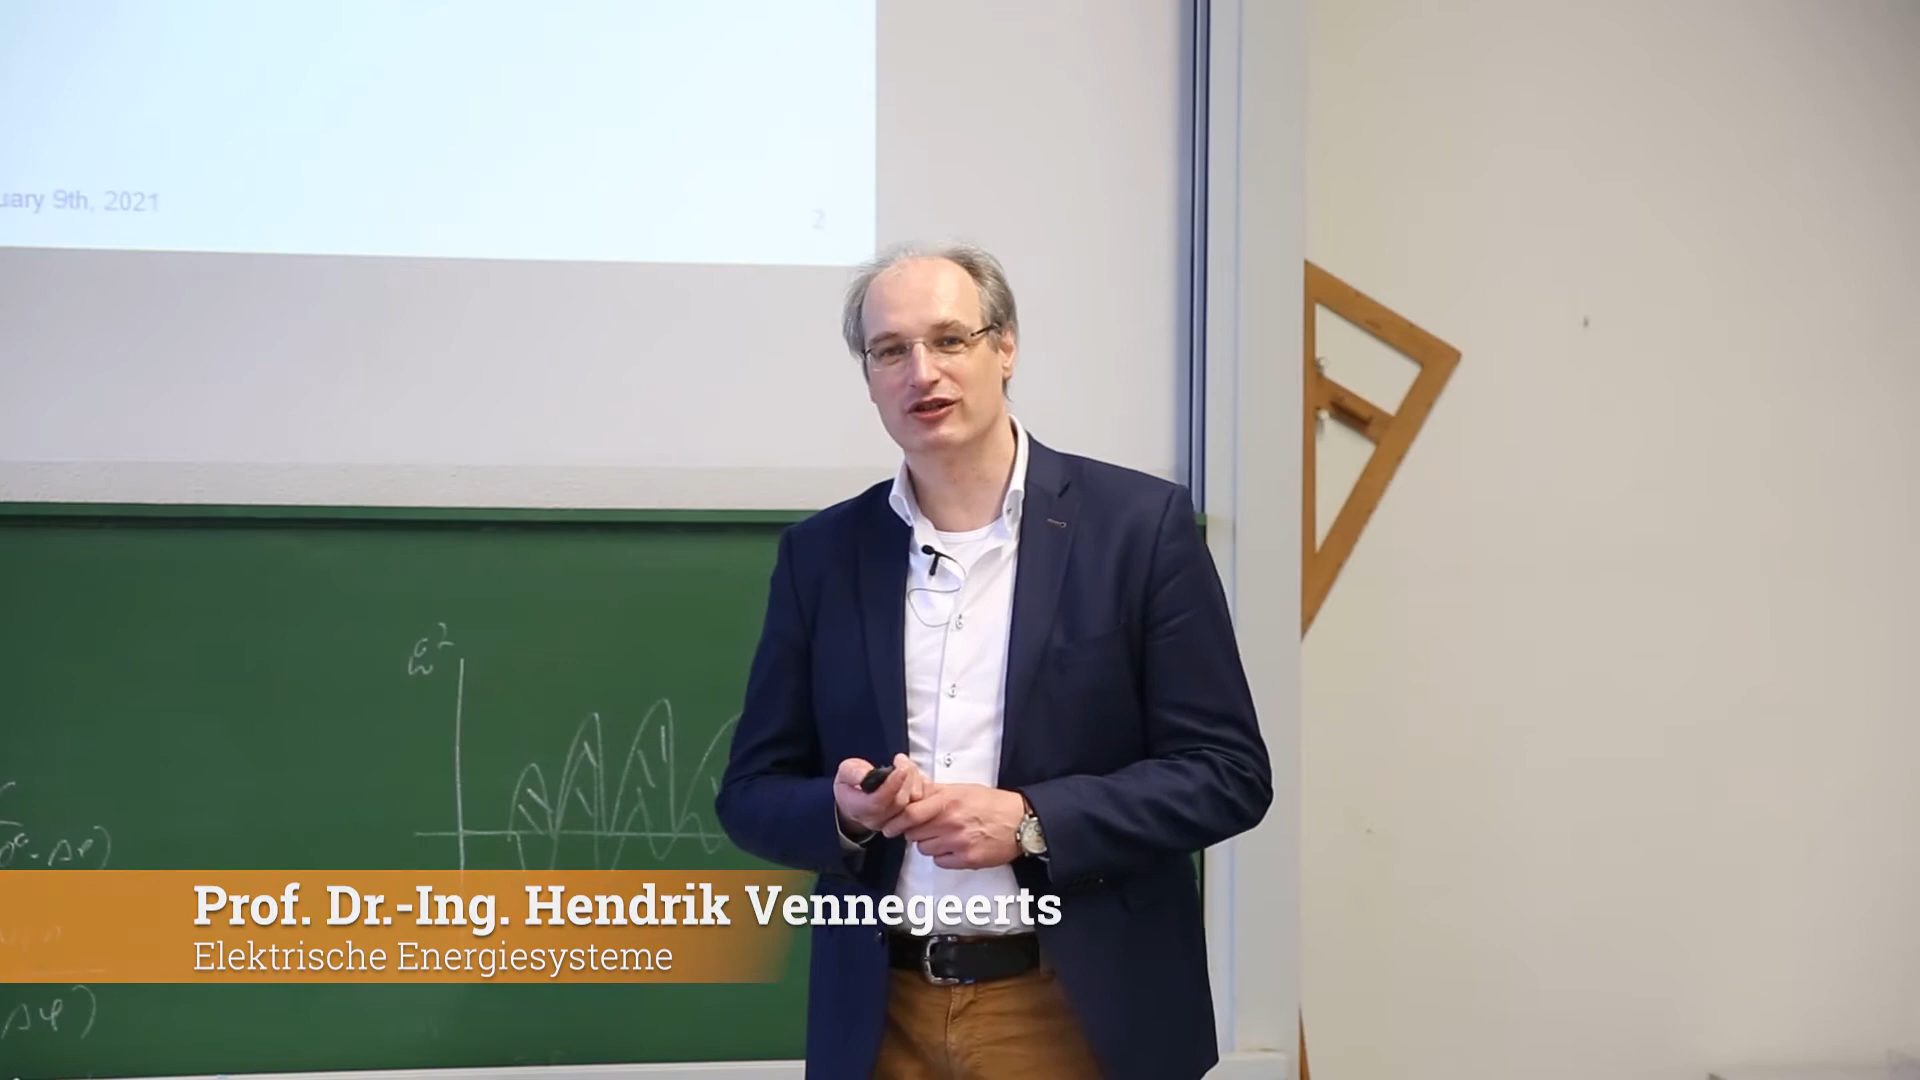 uary 9th, 2021
2
Prof. Dr.-Ing. Hendrik Vennegeerts
Elektrische Energiesysteme